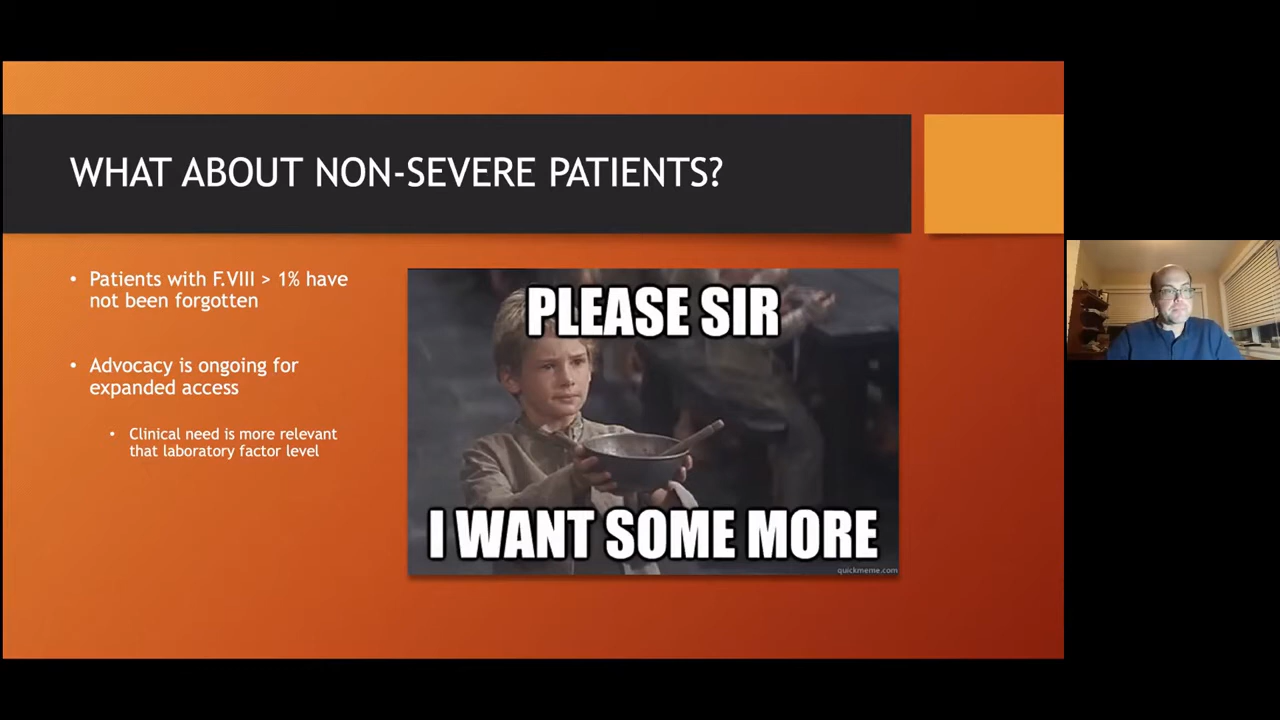 WHAT ABOUT NON-SEVERE PATIENTS?
• Patients with F.VIII > 1% have
not been forgotten
• Advocacy is ongoing for
expanded access
• Clinical need is more relevant
that laboratory factor level
PLEASE SIR
I WANT SOME MORE
quickmeme.com